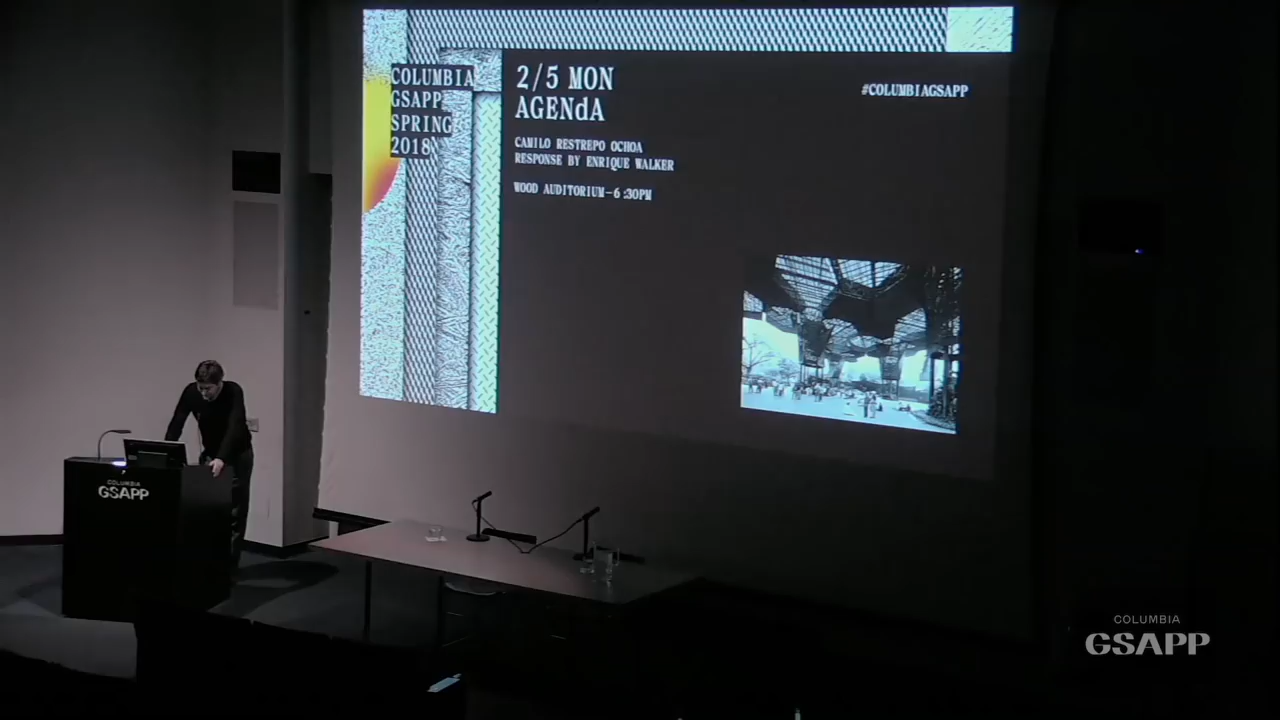 COLUMBIA
GSAPP
SPRING
2018
2/5 MON
AGENdA
CAMILO RESTREPO OCHOA
RESPONSE BY ENRIQUE WALKER
WOOD AUDITORIUM-6:30PM
#COLUMBIAGSAPP
COLUMBIA
GSAPP
COLUMBIA
GSAPP